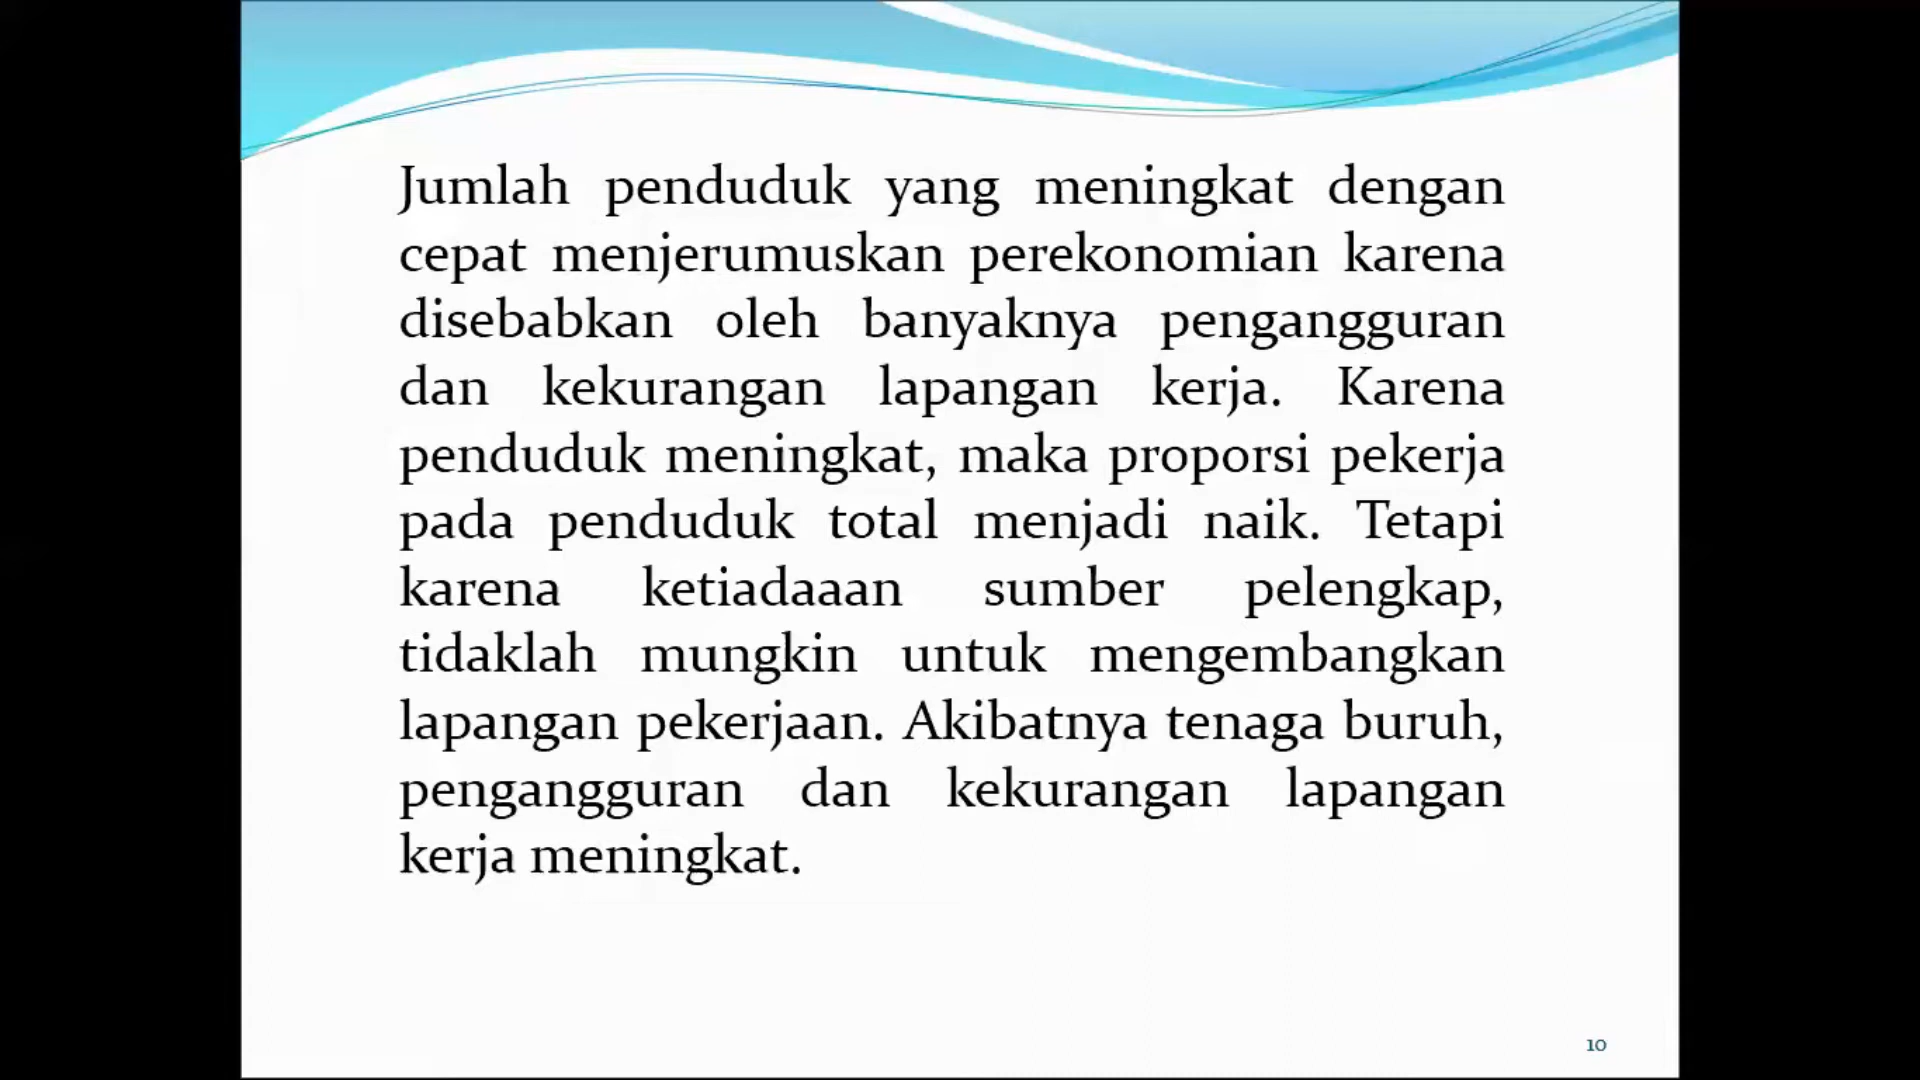 Jumlah penduduk yang meningkat dengan
cepat menjerumuskan perekonomian karena
disebabkan oleh banyaknya pengangguran
dan kekurangan lapangan kerja. Karena
penduduk meningkat, maka proporsi pekerja
pada penduduk total menjadi naik. Tetapi
karena ketiadaaan sumber pelengkap,
tidaklah mungkin untuk mengembangkan
lapangan pekerjaan. Akibatnya tenaga buruh,
pengangguran dan kekurangan lapangan
kerja meningkat.
10